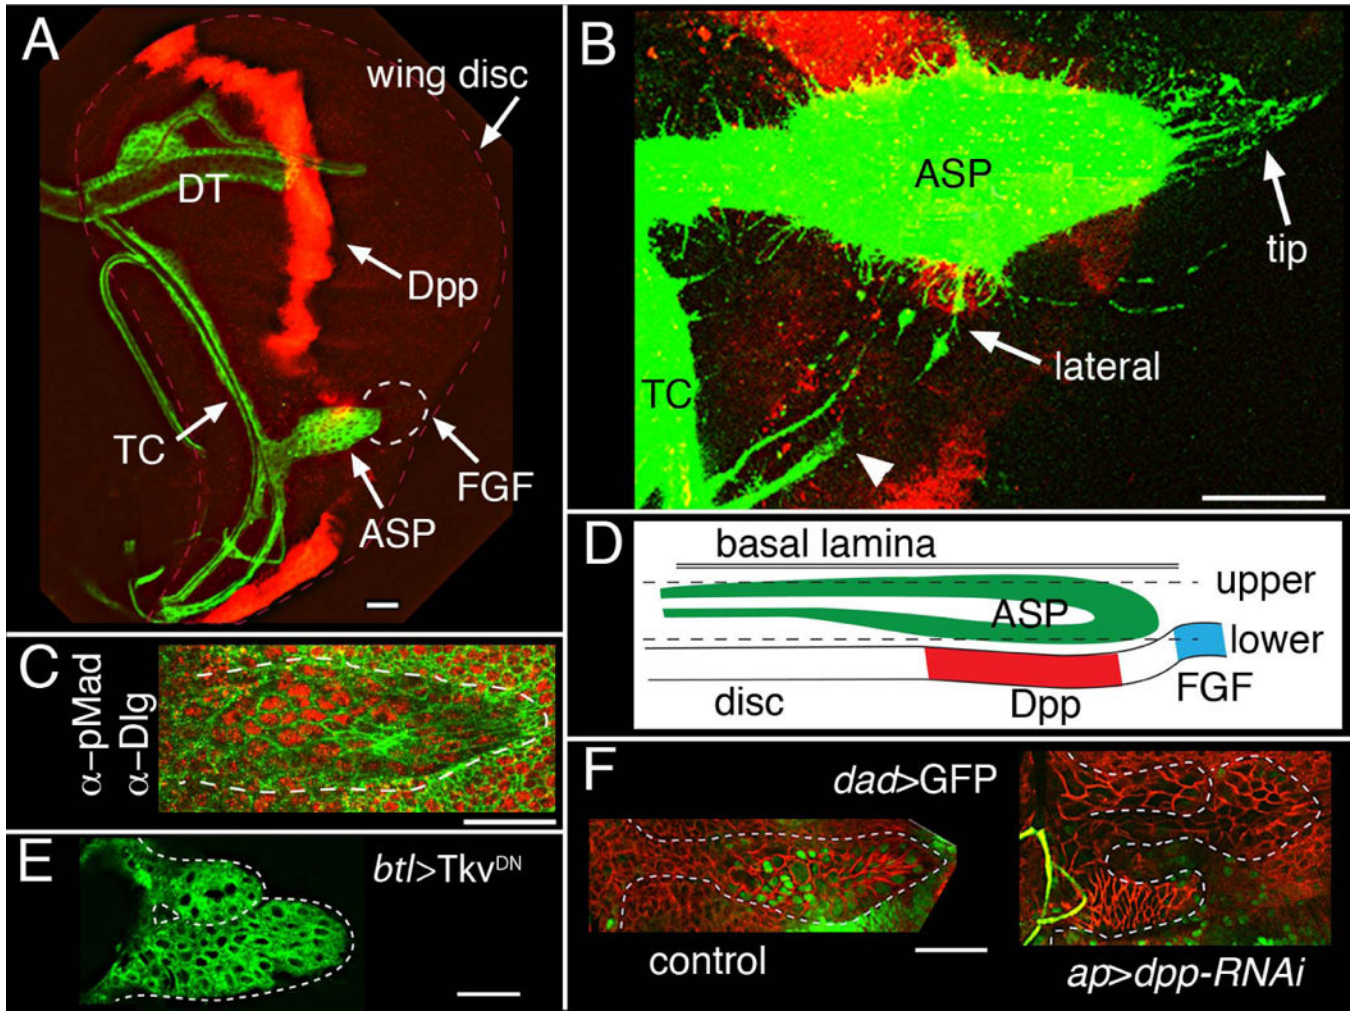 A
wing disc
DT
Dpp
TC
FGF
ASP
B
ASP
tip
lateral
TC
C
α-pMad
α-Dlg
D
basal lamina
upper
ASP
lower
disc
Dpp
FGF
E
btl>Tkv^DN
F
dad>GFP
control
ap>dpp-RNAi